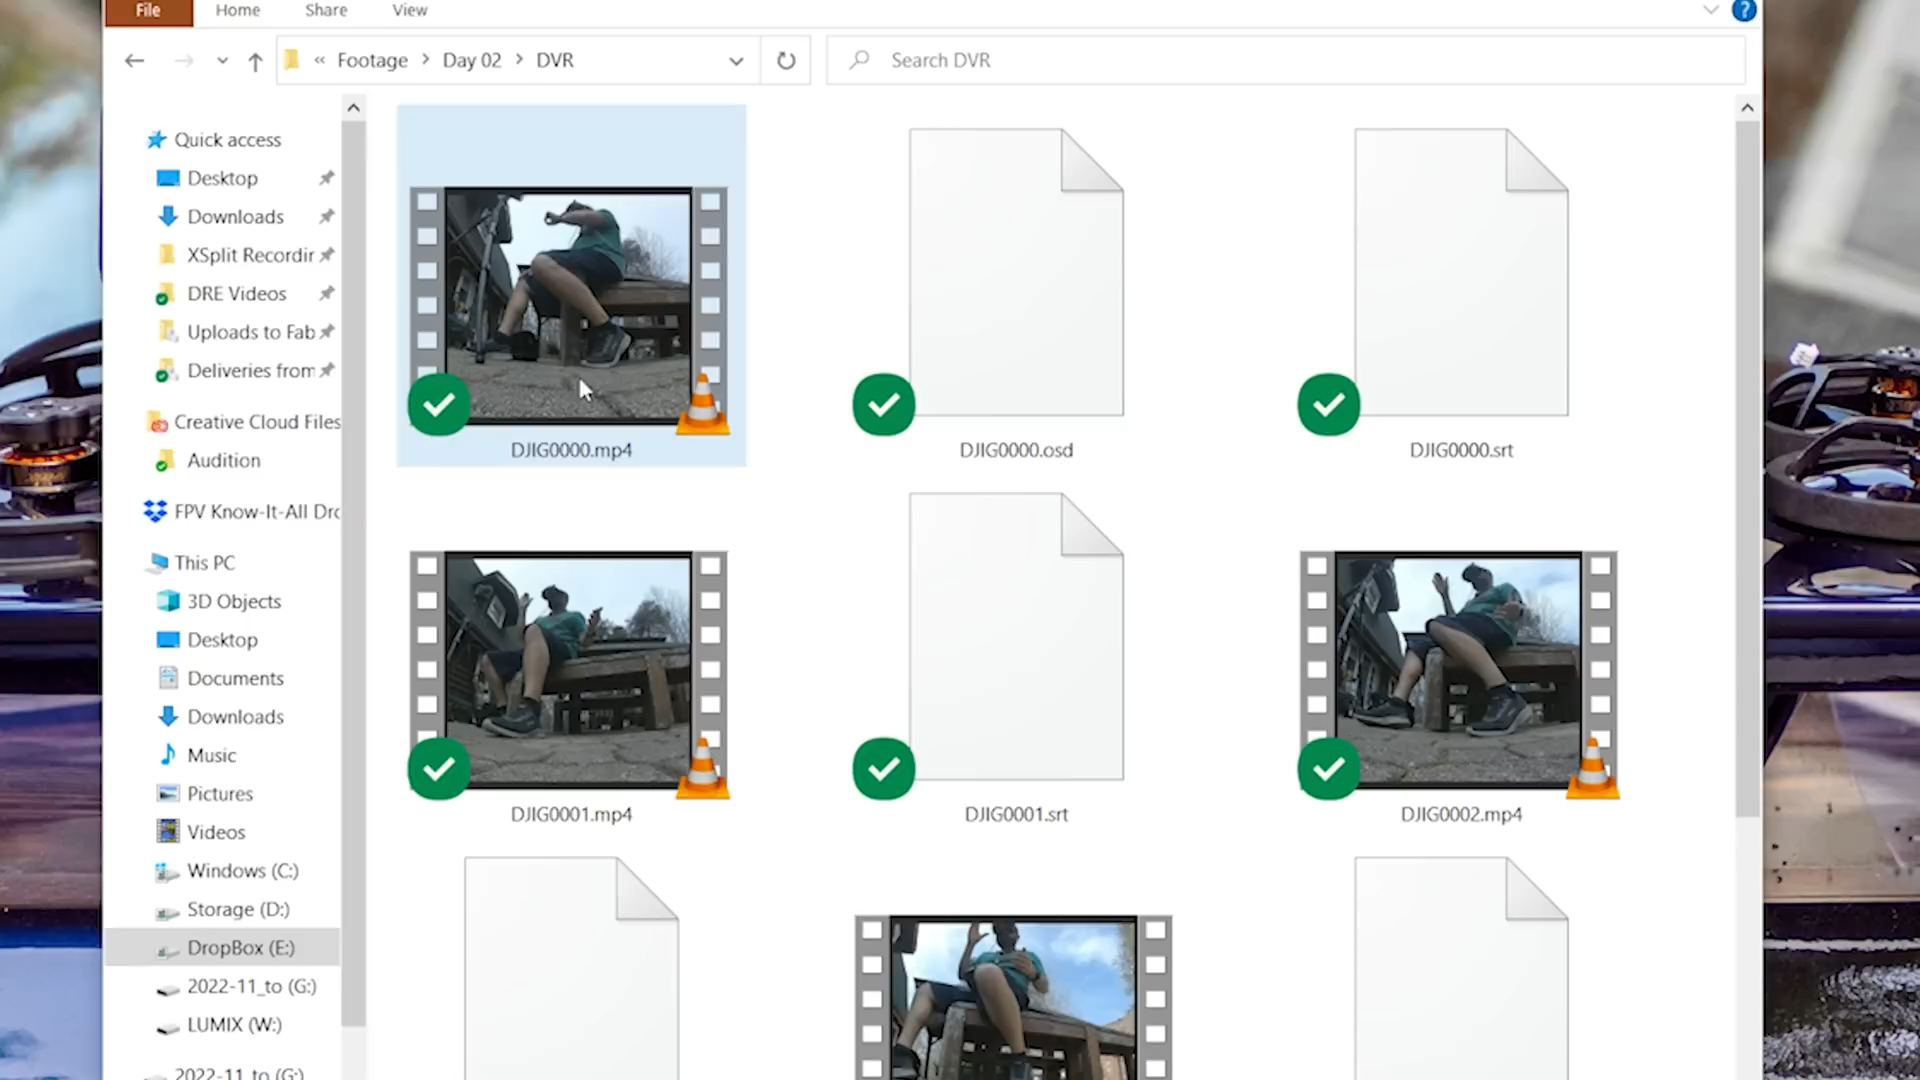 File Home Share View
?
« Footage > Day 02 > DVR
Search DVR
Quick access
Desktop
Downloads
XSplit Recordir
DRE Videos
Uploads to Fab
Deliveries from
Creative Cloud Files
Audition
FPV Know-It-All Drc
This PC
3D Objects
Desktop
Documents
Downloads
Music
Pictures
Videos
Windows (C:)
Storage (D:)
DropBox (E:)
2022-11_to (G:)
LUMIX (W:)
2022-11_to (G:)
DJIG0000.mp4
DJIG0000.osd
DJIG0000.srt
DJIG0001.mp4
DJIG0001.srt
DJIG0002.mp4